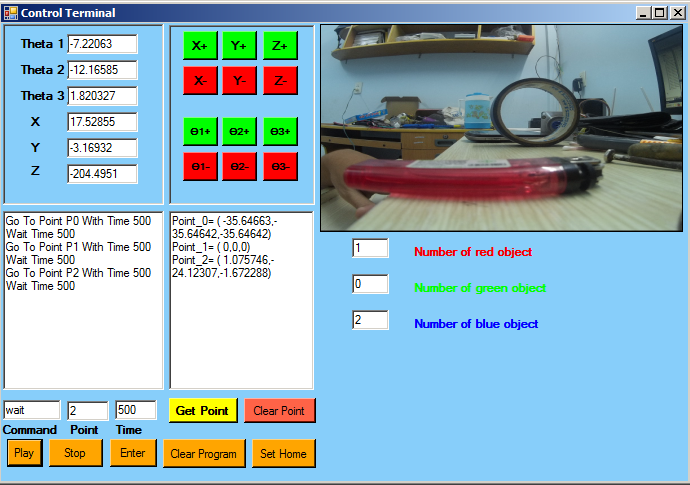 Control Terminal
Theta 1 -7.22063
Theta 2 -12.16585
Theta 3 1.820327
X 17.52855
Y -3.16932
Z -204.4951
X+ Y+ Z+
X- Y- Z-
Θ1+ Θ2+ Θ3+
Θ1- Θ2- Θ3-
Go To Point P0 With Time 500
Wait Time 500
Go To Point P1 With Time 500
Wait Time 500
Go To Point P2 With Time 500
Wait Time 500
Point_0= ( -35.64663,-
35.64642,-35.64642)
Point_1= ( 0,0,0)
Point_2= ( 1.075746,-
24.12307,-1.672288)
1 Number of red object
0 Number of green object
2 Number of blue object
wait 2 500
Command Point Time
Get Point Clear Point
Play Stop Enter Clear Program Set Home